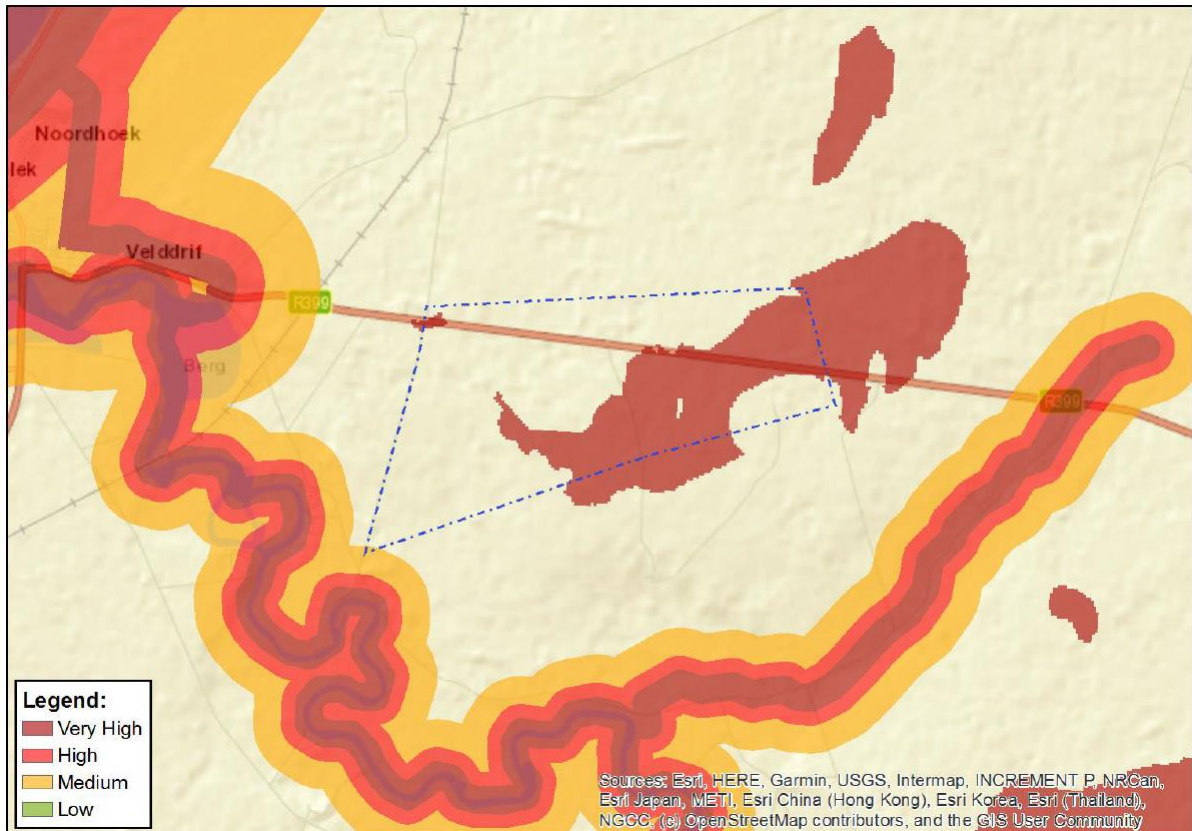 Noordhoek
lek
Velddrif
R399
Berg
R399
Legend:
Very High
High
Medium
Low
Sources: Esri, HERE, Garmin, USGS, Intermap, INCREMENT P, NRCan,
Esri Japan, METI, Esri China (Hong Kong), Esri Korea, Esri (Thailand),
NGCC, (c) OpenStreetMap contributors, and the GIS User Community